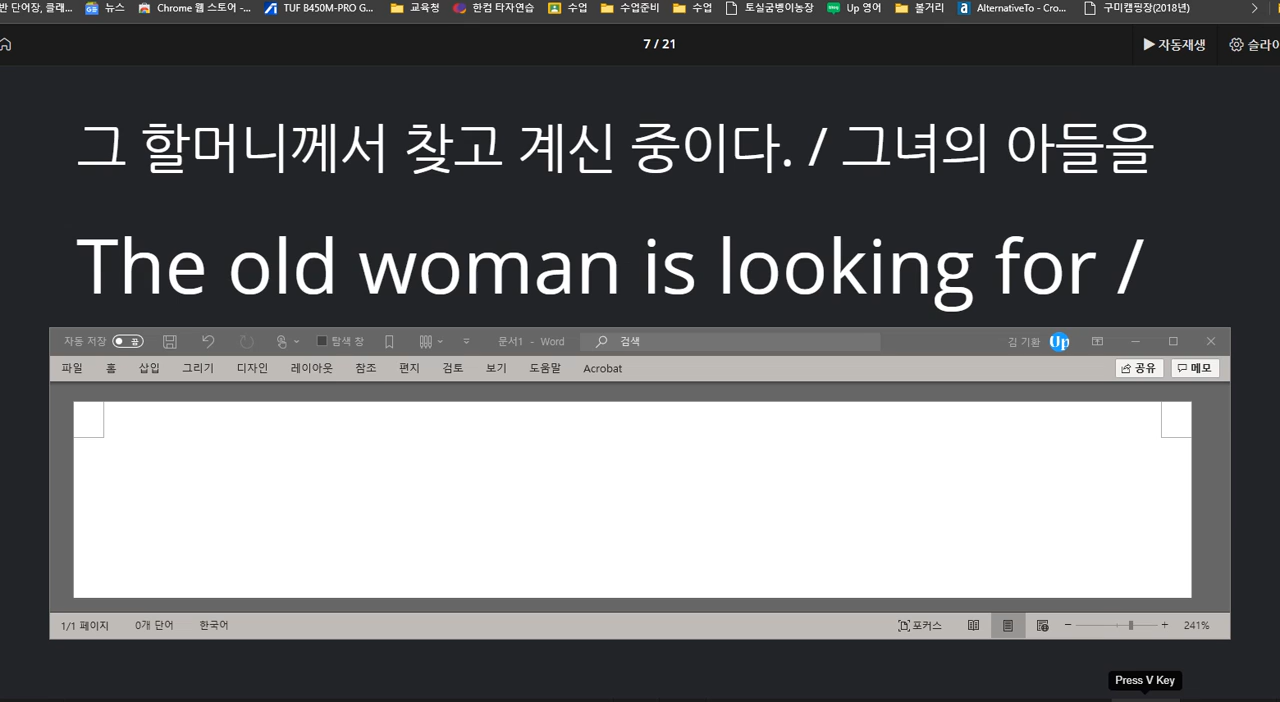 반 단어장, 클래... 뉴스 Chrome 웹 스토어 -... TUF B450M-PRO G... 교육청 한컴 타자연습 수업 수업준비 수업 토실굼벵이농장 Up 영어 볼거리 AlternativeTo - Cro... 구미캠핑장(2018년)
7 / 21 자동재생 슬라이
그 할머니께서 찾고 계신 중이다. / 그녀의 아들을
The old woman is looking for /
자동 저장 끔 탐색 창 문서1 - Word 검색 김 기환 Up
파일 홈 삽입 그리기 디자인 레이아웃 참조 편지 검토 보기 도움말 Acrobat 공유 메모
1/1 페이지 0개 단어 한국어 포커스 241%
Press V Key